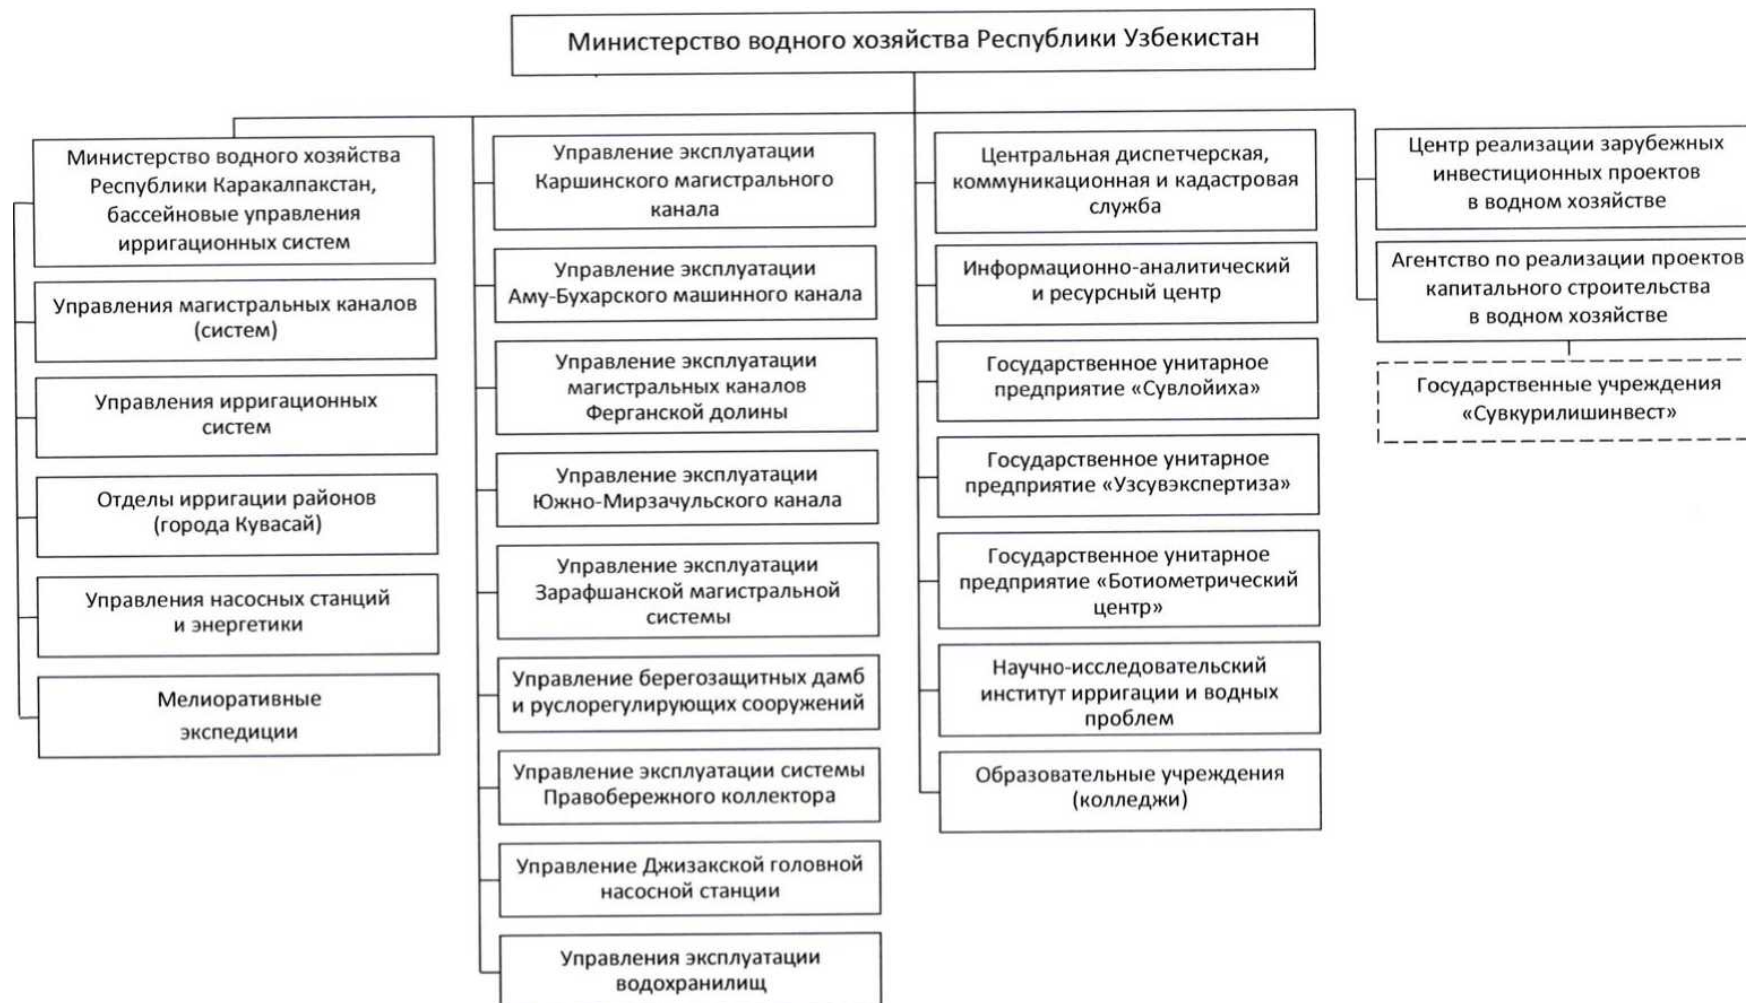 Министерство водного хозяйства Республики Узбекистан
Министерство водного хозяйства
Республики Каракалпакстан,
бассейновые управления
ирригационных систем
Управления магистральных каналов
(систем)
Управления ирригационных
систем
Отделы ирригации районов
(города Кувасай)
Управления насосных станций
и энергетики
Мелиоративные
экспедиции
Управление эксплуатации
Каршинского магистрального
канала
Управление эксплуатации
Аму-Бухарского машинного канала
Управление эксплуатации
магистральных каналов
Ферганской долины
Управление эксплуатации
Южно-Мирзачульского канала
Управление эксплуатации
Зарафшанской магистральной
системы
Управление берегозащитных дамб
и руслорегулирующих сооружений
Управление эксплуатации системы
Правобережного коллектора
Управление Джизакской головной
насосной станции
Управления эксплуатации
водохранилищ
Центральная диспетчерская,
коммуникационная и кадастровая
служба
Информационно-аналитический
и ресурсный центр
Государственное унитарное
предприятие «Сувлойиха»
Государственное унитарное
предприятие «Узсувэкспертиза»
Государственное унитарное
предприятие «Ботиометрический
центр»
Научно-исследовательский
институт ирригации и водных
проблем
Образовательные учреждения
(колледжи)
Центр реализации зарубежных
инвестиционных проектов
в водном хозяйстве
Агентство по реализации проектов
капитального строительства
в водном хозяйстве
Государственные учреждения
«Сувкурилишинвест»